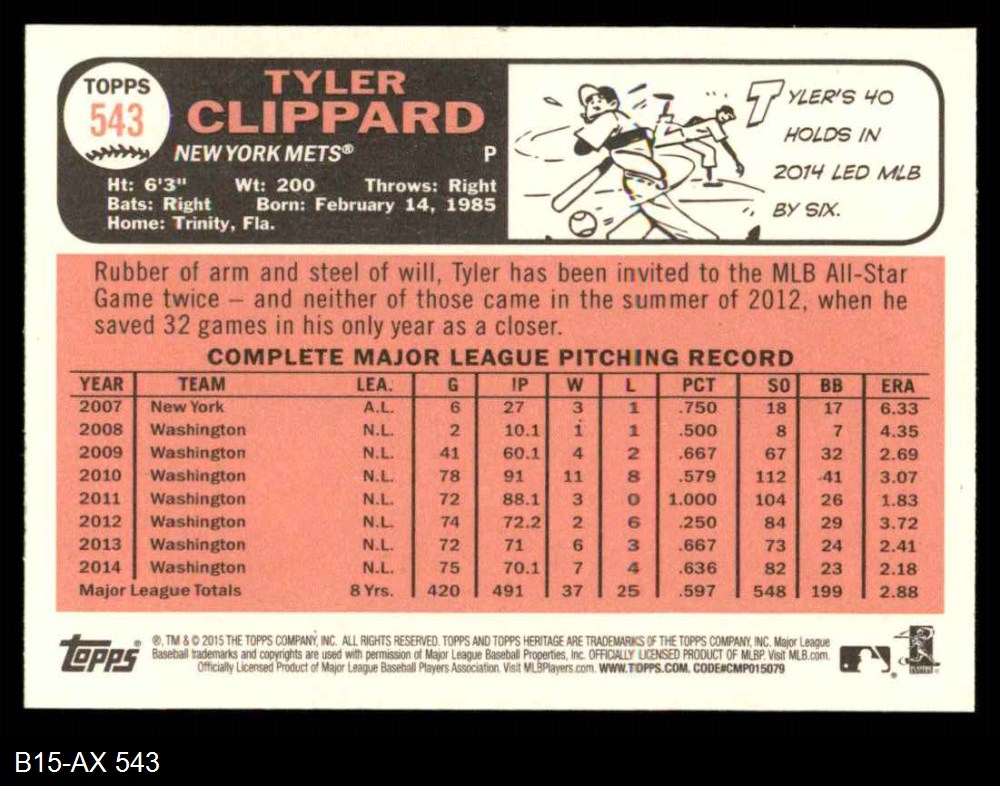 TOPPS
543
TYLER
CLIPPARD
NEW YORK METS® P
Ht: 6'3" Wt: 200 Throws: Right
Bats: Right Born: February 14, 1985
Home: Trinity, Fla.
TYLER'S 40
HOLDS IN
2014 LED MLB
BY SIX.
Rubber of arm and steel of will, Tyler has been invited to the MLB All-Star
Game twice – and neither of those came in the summer of 2012, when he
saved 32 games in his only year as a closer.
COMPLETE MAJOR LEAGUE PITCHING RECORD
YEAR TEAM LEA. G IP W L PCT SO BB ERA
2007 New York A.L. 6 27 3 1 .750 18 17 6.33
2008 Washington N.L. 2 10.1 1 1 .500 8 7 4.35
2009 Washington N.L. 41 60.1 4 2 .667 67 32 2.69
2010 Washington N.L. 78 91 11 8 .579 112 41 3.07
2011 Washington N.L. 72 88.1 3 0 1.000 104 26 1.83
2012 Washington N.L. 74 72.2 2 6 .250 84 29 3.72
2013 Washington N.L. 72 71 6 3 .667 73 24 2.41
2014 Washington N.L. 75 70.1 7 4 .636 82 23 2.18
Major League Totals 8 Yrs. 420 491 37 25 .597 548 199 2.88
topps®
®, TM & © 2015 THE TOPPS COMPANY, INC. ALL RIGHTS RESERVED. TOPPS AND TOPPS HERITAGE ARE TRADEMARKS OF THE TOPPS COMPANY, INC. Major League
Baseball trademarks and copyrights are used with permission of Major League Baseball Properties, Inc. OFFICIALLY LICENSED PRODUCT OF MLBP. Visit MLB.com.
Officially Licensed Product of Major League Baseball Players Association. Visit MLBPlayers.com. WWW.TOPPS.COM. CODE#CMP015079
B15-AX 543